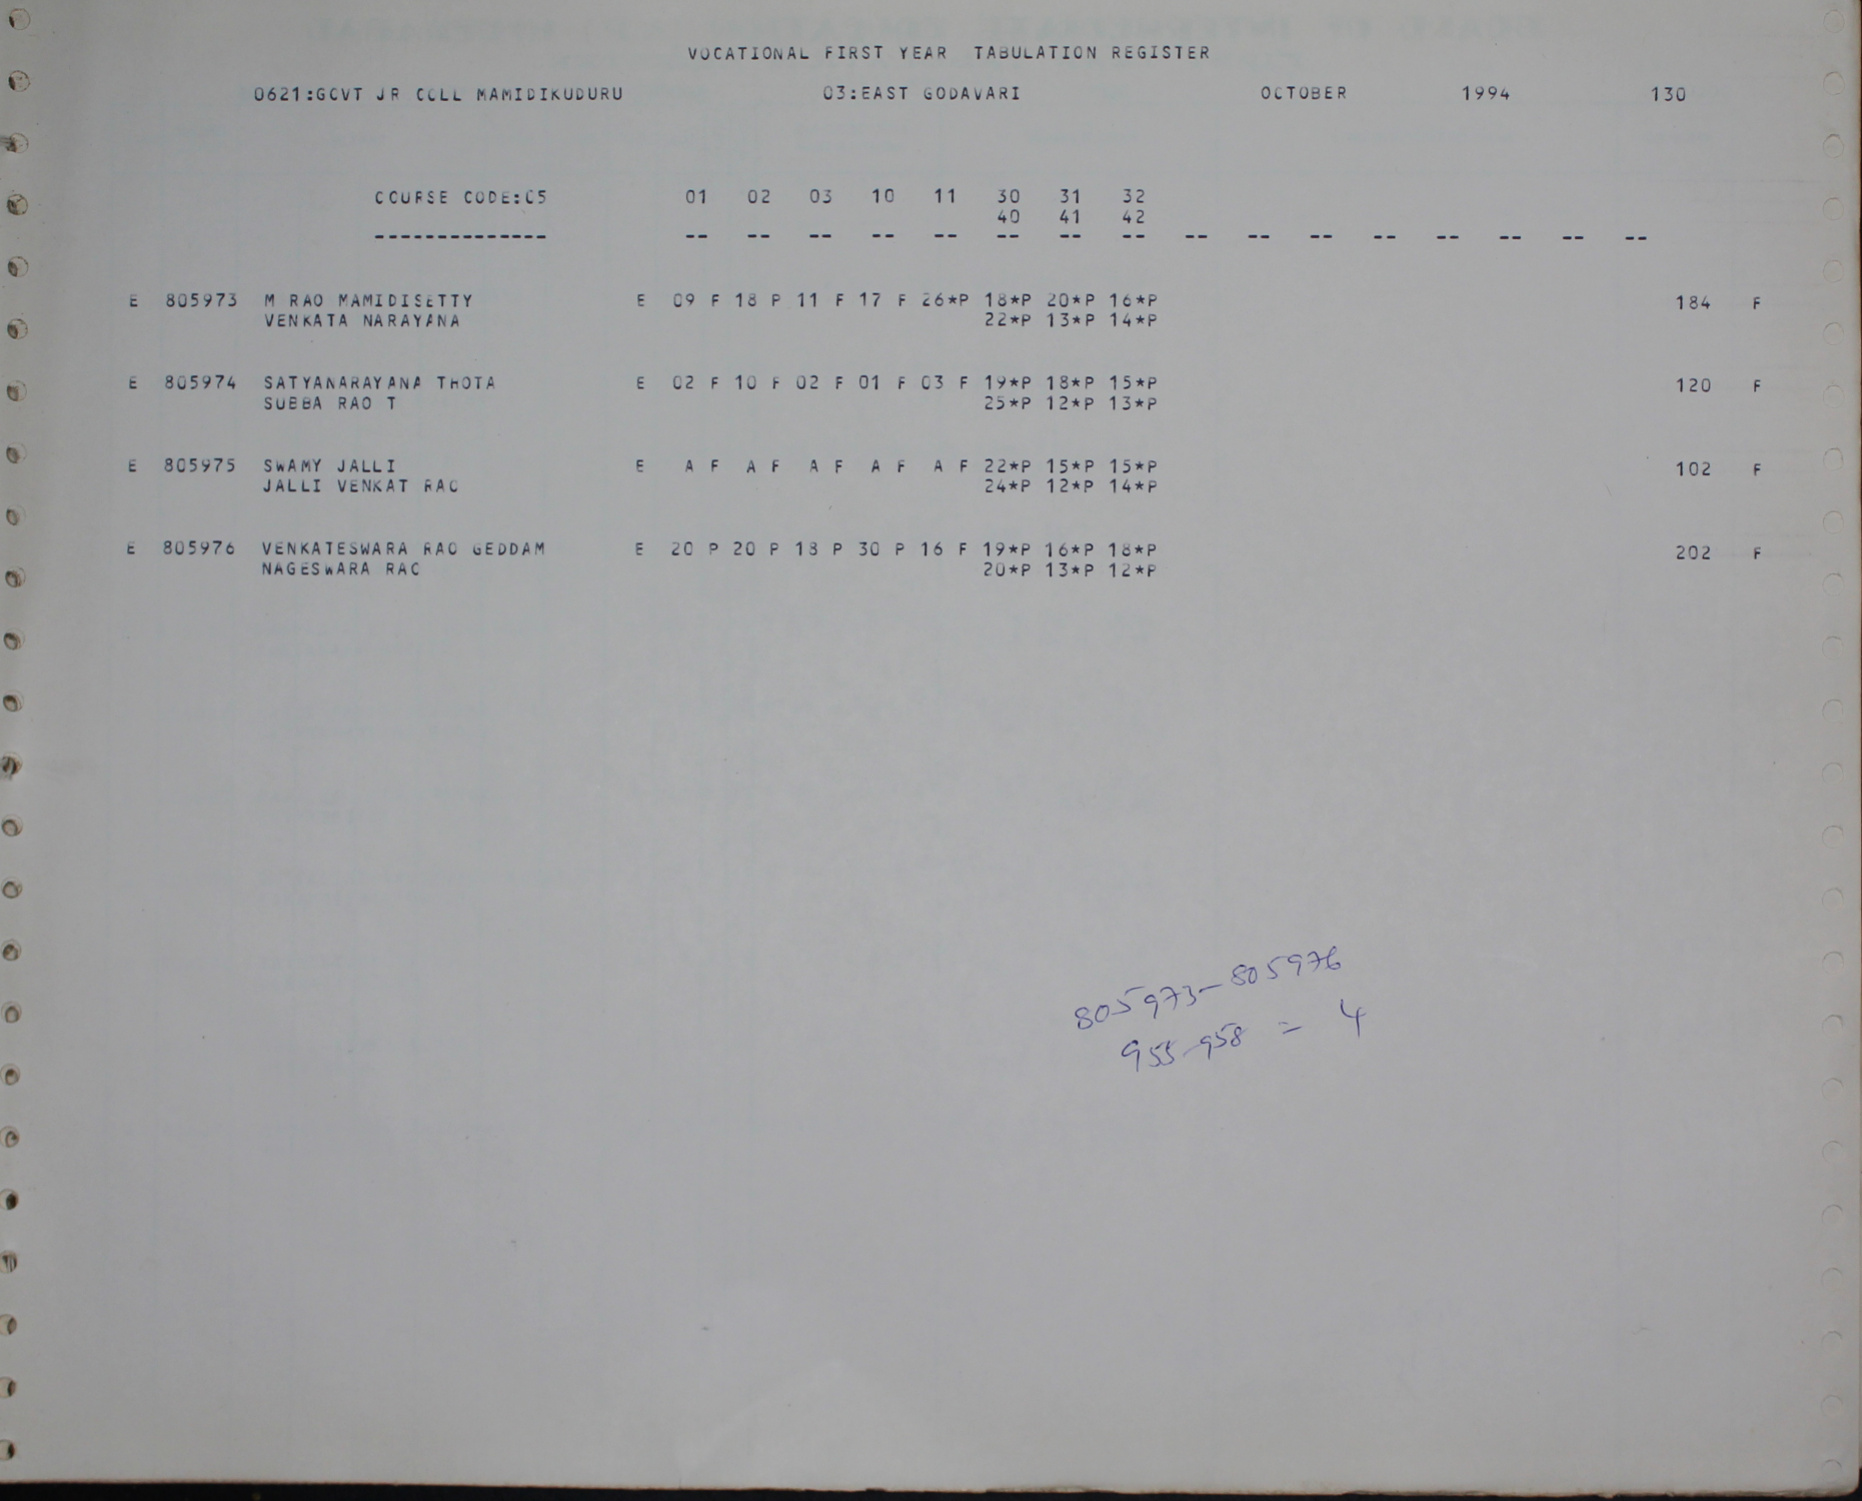 VOCATIONAL FIRST YEAR TABULATION REGISTER
0621:GOVT JR COLL MAMIDIKUDURU 03:EAST GODAVARI OCTOBER 1994 130
COURSE CODE:C5 01 02 03 10 11 30 31 32
40 41 42
-------------- -- -- -- -- -- -- -- -- -- -- -- -- -- -- -- --
E 805973 M RAO MAMIDISETTY E 09 F 18 P 11 F 17 F 26*P 18*P 20*P 16*P 184 F
VENKATA NARAYANA 22*P 13*P 14*P
E 805974 SATYANARAYANA THOTA E 02 F 10 F 02 F 01 F 03 F 19*P 18*P 15*P 120 F
SUBBA RAO T 25*P 12*P 13*P
E 805975 SWAMY JALLI E A F A F A F A F A F 22*P 15*P 15*P 102 F
JALLI VENKAT RAO 24*P 12*P 14*P
E 805976 VENKATESWARA RAO GEDDAM E 20 P 20 P 18 P 30 P 16 F 19*P 16*P 18*P 202 F
NAGESWARA RAO 20*P 13*P 12*P
805973-805976
955-958 = 4